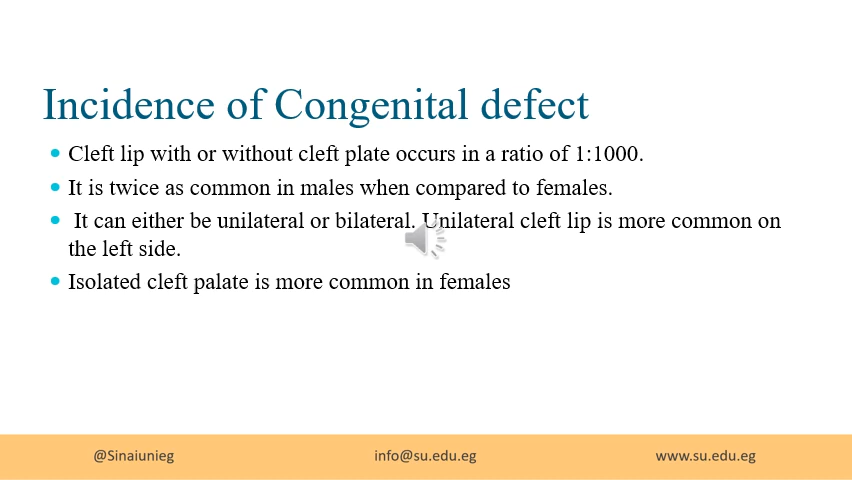 Incidence of Congenital defect
• Cleft lip with or without cleft plate occurs in a ratio of 1:1000.
• It is twice as common in males when compared to females.
• It can either be unilateral or bilateral. Unilateral cleft lip is more common on
the left side.
• Isolated cleft palate is more common in females
@Sinaiunieg info@su.edu.eg www.su.edu.eg